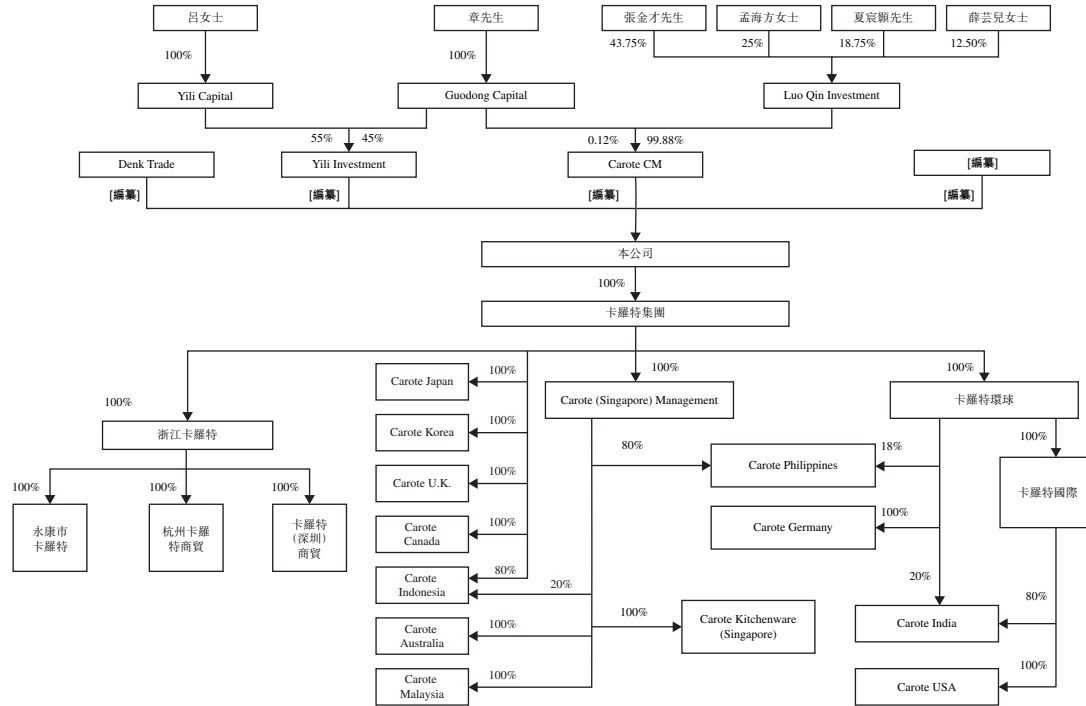 呂女士
章先生
張金才先生
孟海方女士
夏宸顥先生
薛芸兒女士
100%
100%
43.75%
25%
18.75%
12.50%
Yili Capital
Guodong Capital
Luo Qin Investment
55%
45%
0.12%
99.88%
Denk Trade
Yili Investment
Carote CM
[編纂]
[編纂]
[編纂]
[編纂]
[編纂]
本公司
100%
卡羅特集團
100%
100%
100%
100%
Carote Japan
Carote (Singapore) Management
卡羅特環球
浙江卡羅特
100%
Carote Korea
80%
Carote Philippines
18%
100%
卡羅特國際
100%
100%
100%
永康市
卡羅特
杭州卡羅
特商貿
卡羅特
(深圳)
商貿
100%
Carote U.K.
100%
Carote
Canada
Carote Germany
100%
80%
Carote
Indonesia
20%
20%
80%
100%
Carote Kitchenware
(Singapore)
Carote India
Carote
Australia
100%
Carote
Malaysia
100%
100%
Carote USA